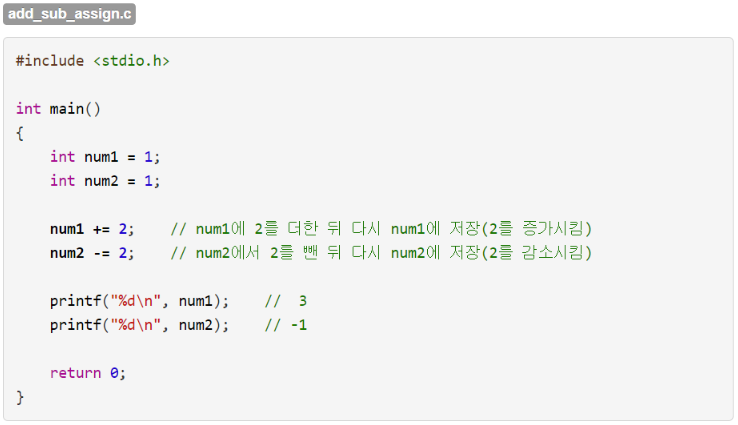 add_sub_assign.c
#include <stdio.h>
int main()
{
int num1 = 1;
int num2 = 1;
num1 += 2;    // num1에 2를 더한 뒤 다시 num1에 저장(2를 증가시킴)
num2 -= 2;    // num2에서 2를 뺀 뒤 다시 num2에 저장(2를 감소시킴)
printf("%d\n", num1);    //  3
printf("%d\n", num2);    // -1
return 0;
}